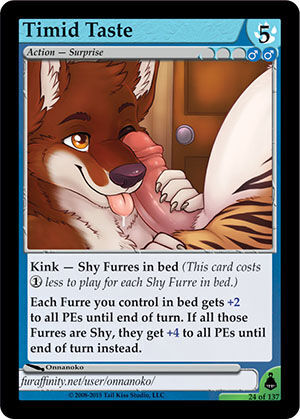 Timid Taste
5
Action — Surprise
Kink — Shy Furres in bed (This card costs
1 less to play for each Shy Furre in bed.)
Each Furre you control in bed gets +2
to all PEs until end of turn. If all those
Furres are Shy, they get +4 to all PEs until
end of turn instead.
Onnanoko
furaffinity.net/user/onnanoko/
© 2008-2015 Tail Kiss Studio, LLC
24 of 137